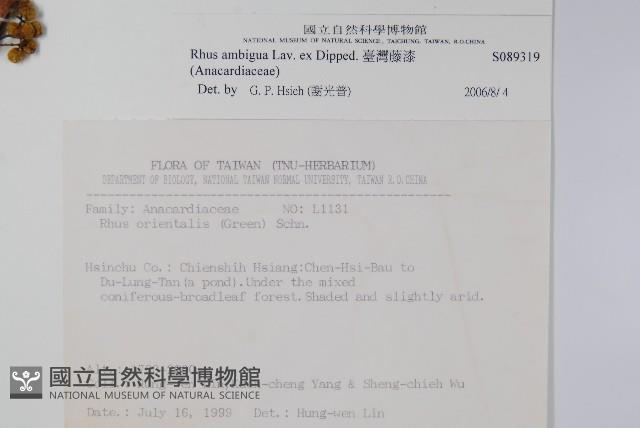 國立自然科學博物館
NATIONAL MUSEUM OF NATURAL SCIENCE, TAICHUNG, TAIWAN, R.O.CHINA
Rhus ambigua Lav. ex Dipped. 臺灣藤漆 S089319
(Anacardiaceae)
Det. by G. P. Hsieh (謝光普) 2006/8/ 4
FLORA OF TAIWAN (TNU-HERBARIUM)
DEPARTMENT OF BIOLOGY, NATIONAL TAIWAN NORMAL UNIVERSITY, TAIWAN R.O.CHINA
Family: Anacardiaceae NO: L1131
Rhus orientalis (Green) Schn.
Hsinchu Co.: Chienshih Hsiang:Chen-Hsi-Bau to
Du-Lung-Tan(a pond).Under the mixed
coniferous-broadleaf forest.Shaded and slightly arid.
國立自然科學博物館
NATIONAL MUSEUM OF NATURAL SCIENCE
-cheng Yang & Sheng-chieh Wu
Date.: July 16, 1999 Det.: Hung-wen Lin